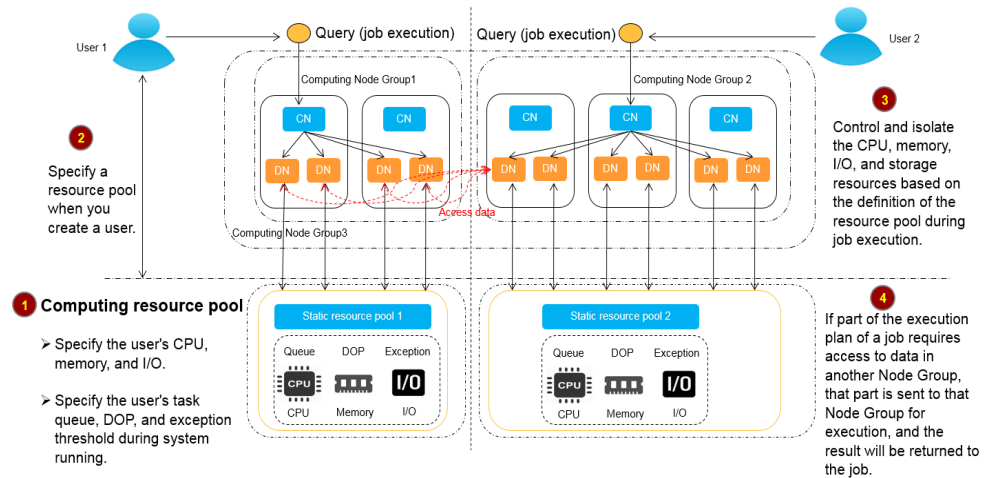 User 1
Query (job execution)
Query (job execution)
User 2
Computing Node Group1
Computing Node Group 2
CN
CN
CN
CN
CN
DN
DN
DN
DN
DN
DN
DN
DN
DN
DN
Access data
Computing Node Group3
2
Specify a
resource pool
when you
create a user.
3
Control and isolate
the CPU, memory,
I/O, and storage
resources based on
the definition of the
resource pool during
job execution.
1
Computing resource pool
➢ Specify the user's CPU,
memory, and I/O.
➢ Specify the user's task
queue, DOP, and exception
threshold during system
running.
Static resource pool 1
Queue
DOP
Exception
CPU
I/O
CPU
Memory
I/O
Static resource pool 2
Queue
DOP
Exception
CPU
I/O
CPU
Memory
I/O
4
If part of the execution
plan of a job requires
access to data in
another Node Group,
that part is sent to that
Node Group for
execution, and the
result will be returned to
the job.